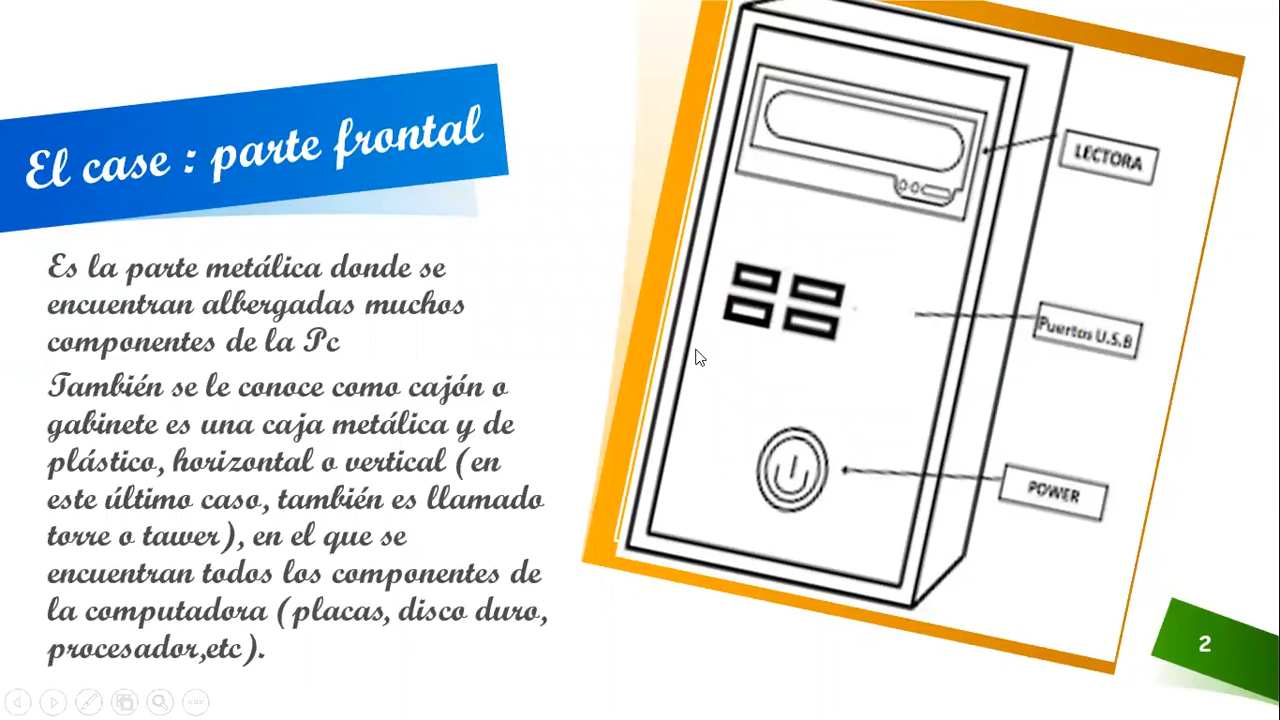 El case : parte frontal
Es la parte metálica donde se
encuentran albergadas muchos
componentes de la Pc
También se le conoce como cajón o
gabinete es una caja metálica y de
plástico, horizontal o vertical (en
este último caso, también es llamado
torre o tawer), en el que se
encuentran todos los componentes de
la computadora (placas, disco duro,
procesador,etc).
LECTORA
Puertos U.S.B
POWER
2